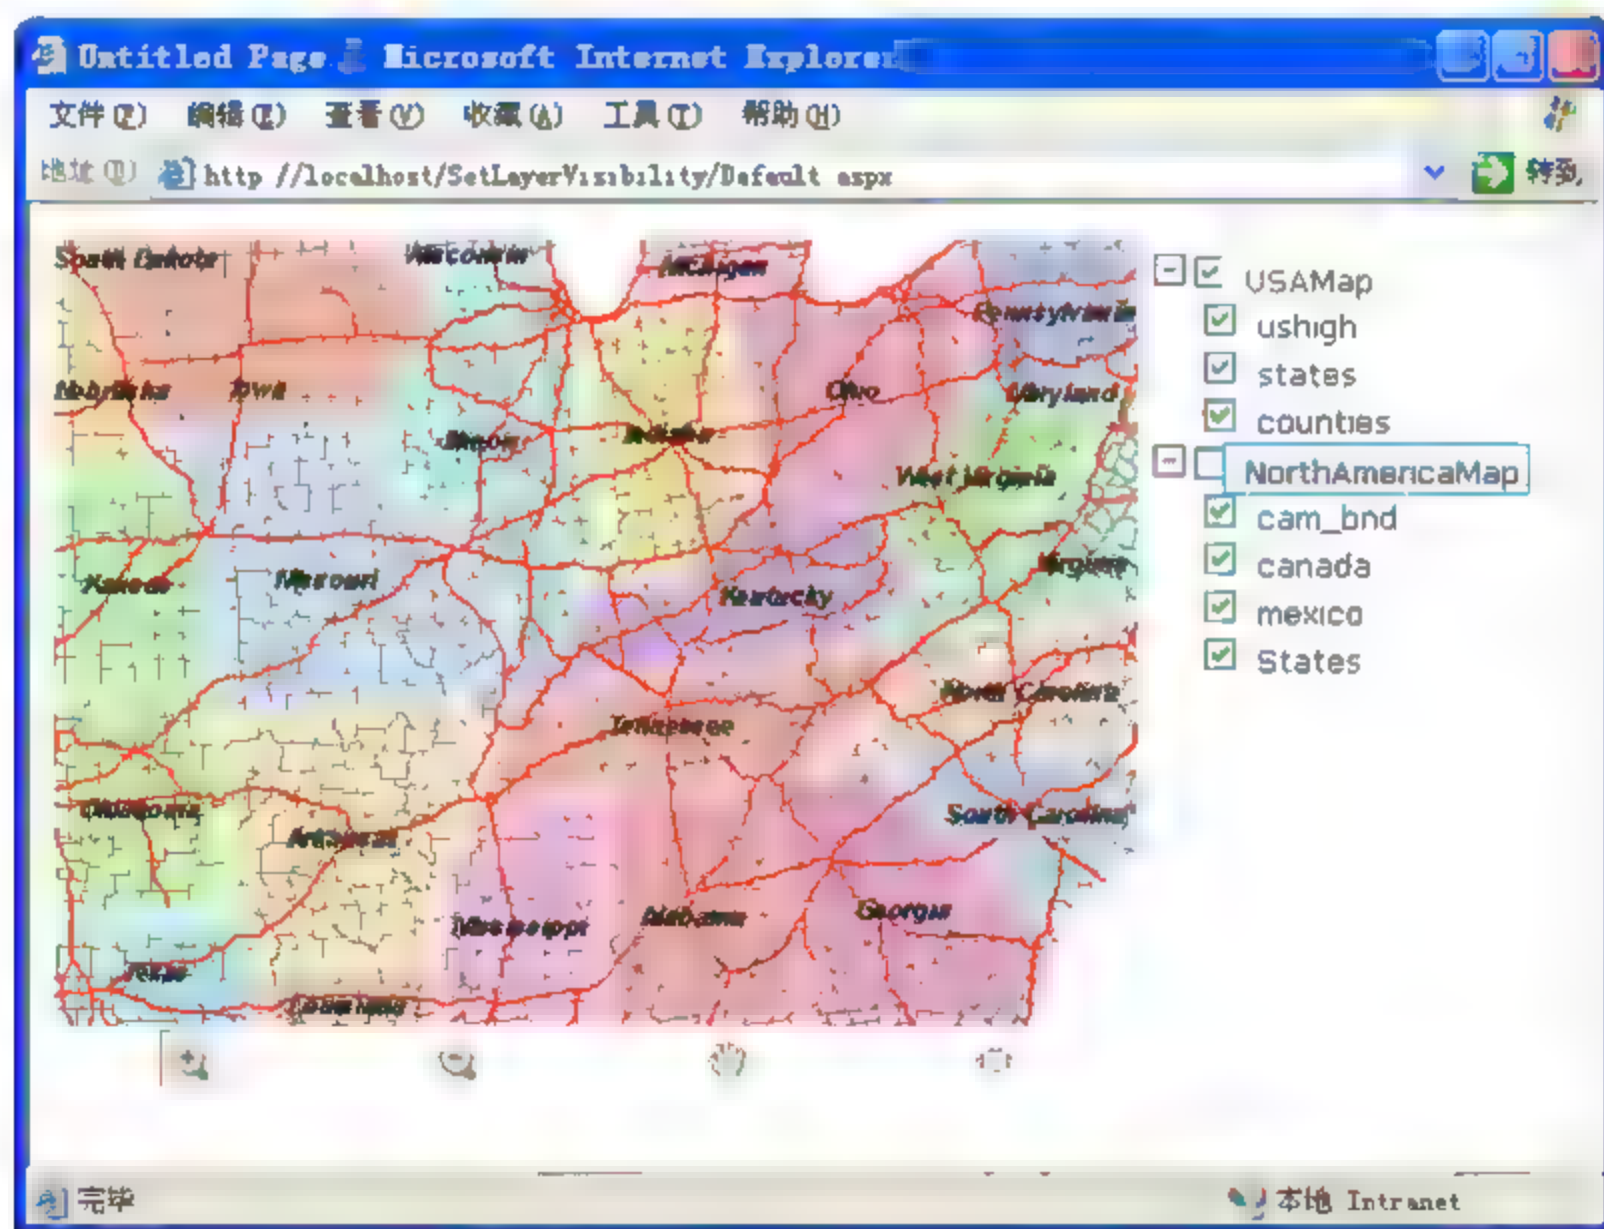 Untitled Page - Microsoft Internet Explorer
文件(F) 编辑(E) 查看(V) 收藏(A) 工具(T) 帮助(H)
地址(D) http //localhost/SetLayerVisibility/Default aspx 转到
South Dakota Wisconsin Michigan
Pennsylvania
Nebraska Iowa Ohio Maryland
Illinois Indiana
West Virginia
Kansas Missouri Kentucky Virginia
North Carolina
Tennessee
Oklahoma Arkansas South Carolina
Mississippi Alabama Georgia
Texas
Louisiana
USAMap
ushigh
states
counties
NorthAmericaMap
cam_bnd
canada
mexico
States
完毕 本地 Intranet